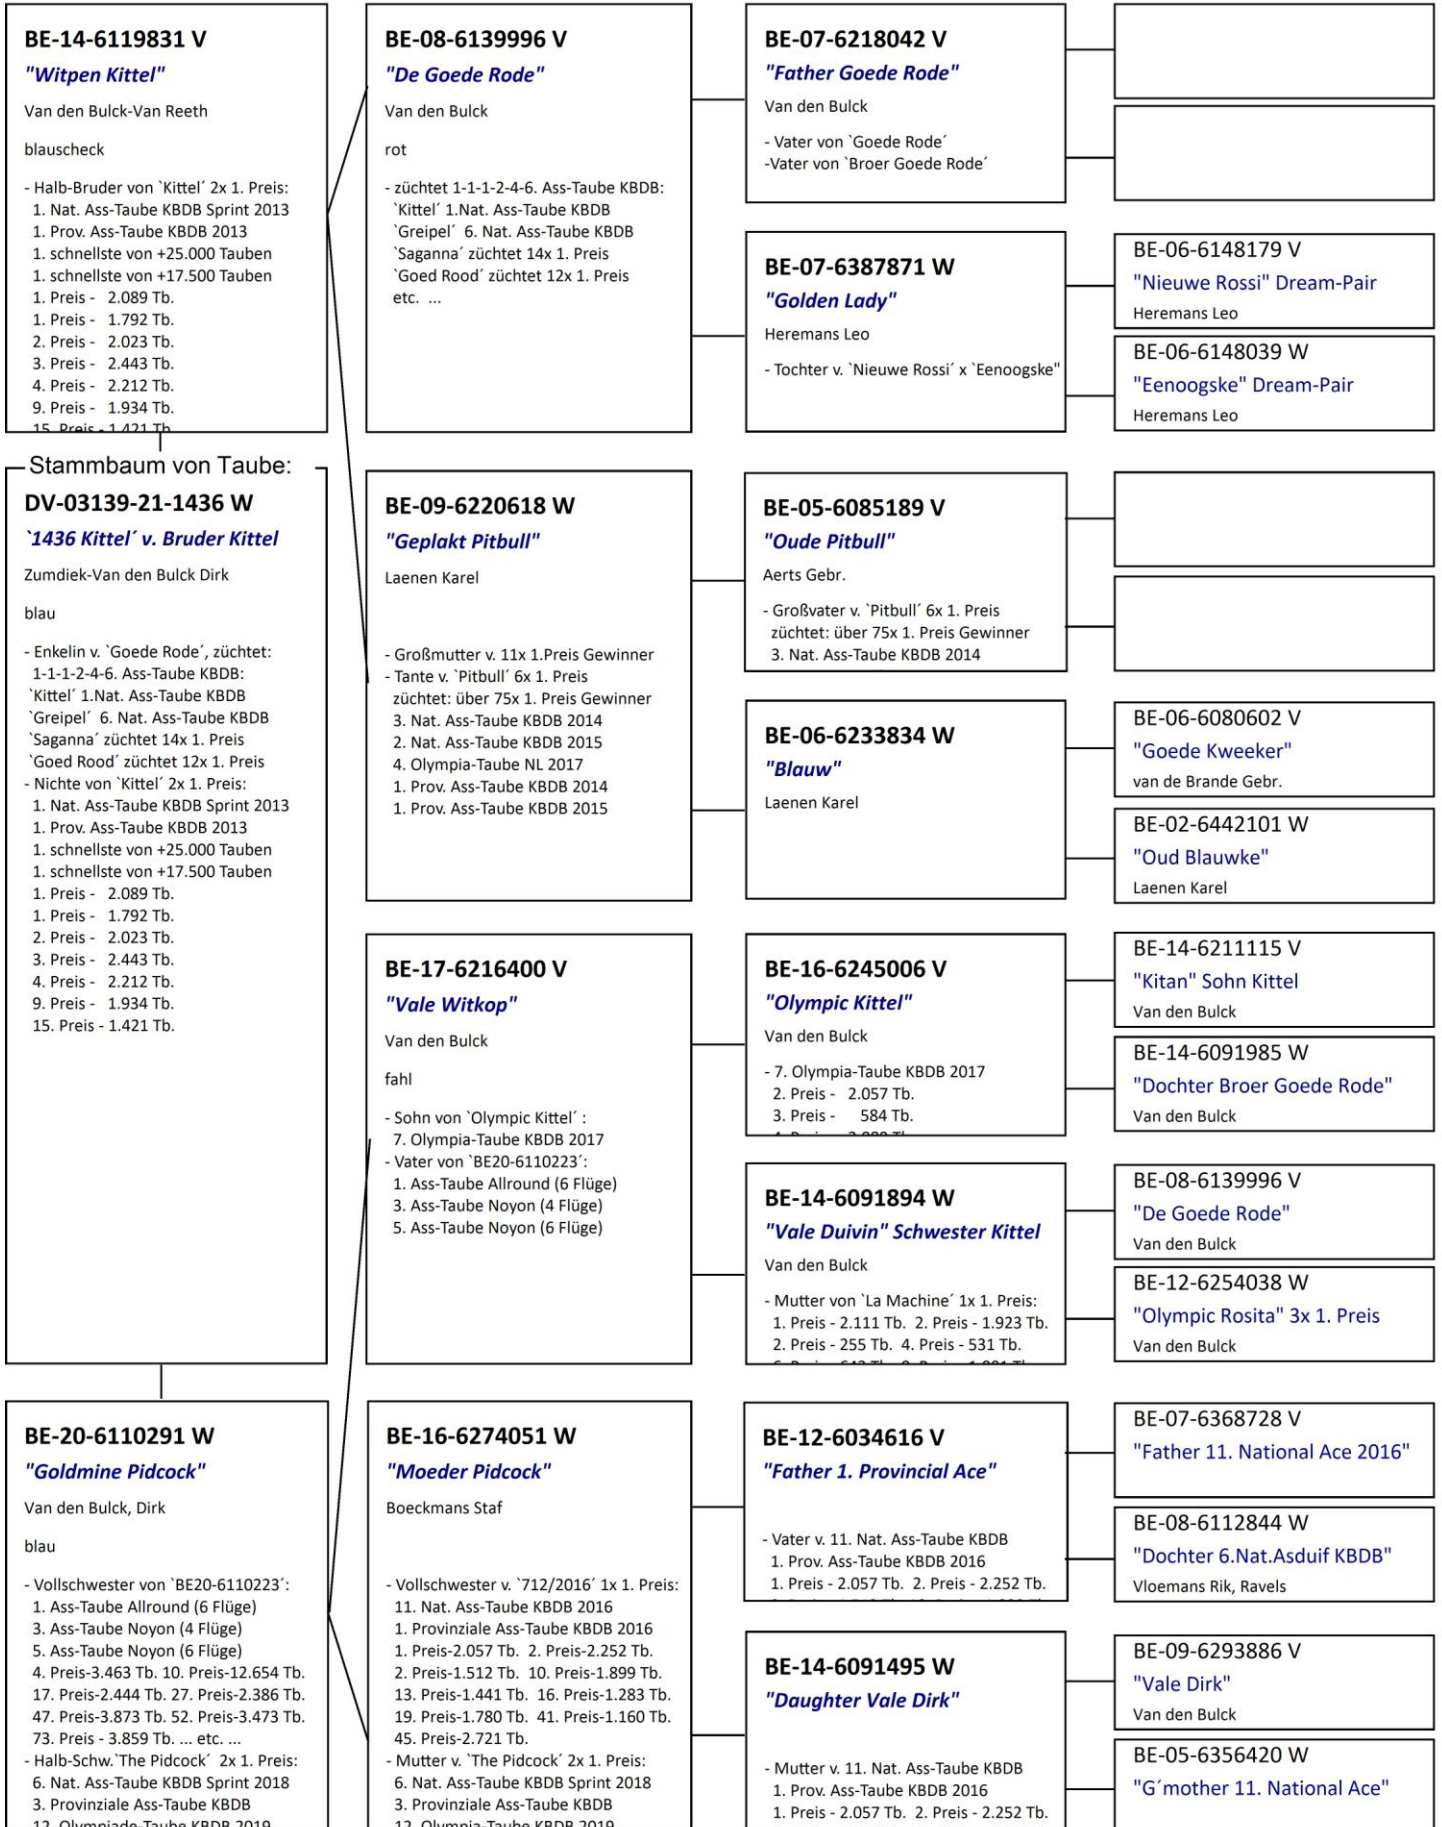 BE-14-6119831 V
"Witpen Kittel"
Van den Bulck-Van Reeth
blauscheck
- Halb-Bruder von `Kittel´ 2x 1. Preis:
1. Nat. Ass-Taube KBDB Sprint 2013
1. Prov. Ass-Taube KBDB 2013
1. schnellste von +25.000 Tauben
1. schnellste von +17.500 Tauben
1. Preis - 2.089 Tb.
1. Preis - 1.792 Tb.
2. Preis - 2.023 Tb.
3. Preis - 2.443 Tb.
4. Preis - 2.212 Tb.
9. Preis - 1.934 Tb.
15. Preis - 1.421 Tb.
Stammbaum von Taube:
DV-03139-21-1436 W
`1436 Kittel´ v. Bruder Kittel
Zumdiek-Van den Bulck Dirk
blau
- Enkelin v. `Goede Rode´, züchtet:
1-1-1-2-4-6. Ass-Taube KBDB:
`Kittel´ 1.Nat. Ass-Taube KBDB
`Greipel´ 6. Nat. Ass-Taube KBDB
`Saganna´ züchtet 14x 1. Preis
`Goed Rood´ züchtet 12x 1. Preis
- Nichte von `Kittel´ 2x 1. Preis:
1. Nat. Ass-Taube KBDB Sprint 2013
1. Prov. Ass-Taube KBDB 2013
1. schnellste von +25.000 Tauben
1. schnellste von +17.500 Tauben
1. Preis - 2.089 Tb.
1. Preis - 1.792 Tb.
2. Preis - 2.023 Tb.
3. Preis - 2.443 Tb.
4. Preis - 2.212 Tb.
9. Preis - 1.934 Tb.
15. Preis - 1.421 Tb.
BE-20-6110291 W
"Goldmine Pidcock"
Van den Bulck, Dirk
blau
- Vollschwester von `BE20-6110223´:
1. Ass-Taube Allround (6 Flüge)
3. Ass-Taube Noyon (4 Flüge)
5. Ass-Taube Noyon (6 Flüge)
4. Preis-3.463 Tb. 10. Preis-12.654 Tb.
17. Preis-2.444 Tb. 27. Preis-2.386 Tb.
47. Preis-3.873 Tb. 52. Preis-3.473 Tb.
73. Preis - 3.859 Tb. ... etc. ...
- Halb-Schw.`The Pidcock´ 2x 1. Preis:
6. Nat. Ass-Taube KBDB Sprint 2018
3. Provinziale Ass-Taube KBDB
12. Olympiade-Taube KBDB 2019
BE-08-6139996 V
"De Goede Rode"
Van den Bulck
rot
- züchtet 1-1-1-2-4-6. Ass-Taube KBDB:
`Kittel´ 1.Nat. Ass-Taube KBDB
`Greipel´ 6. Nat. Ass-Taube KBDB
`Saganna´ züchtet 14x 1. Preis
`Goed Rood´ züchtet 12x 1. Preis
etc. ...
BE-09-6220618 W
"Geplakt Pitbull"
Laenen Karel
- Großmutter v. 11x 1.Preis Gewinner
- Tante v. `Pitbull´ 6x 1. Preis
züchtet: über 75x 1. Preis Gewinner
3. Nat. Ass-Taube KBDB 2014
2. Nat. Ass-Taube KBDB 2015
4. Olympia-Taube NL 2017
1. Prov. Ass-Taube KBDB 2014
1. Prov. Ass-Taube KBDB 2015
BE-17-6216400 V
"Vale Witkop"
Van den Bulck
fahl
- Sohn von `Olympic Kittel´ :
7. Olympia-Taube KBDB 2017
- Vater von `BE20-6110223´:
1. Ass-Taube Allround (6 Flüge)
3. Ass-Taube Noyon (4 Flüge)
5. Ass-Taube Noyon (6 Flüge)
BE-16-6274051 W
"Moeder Pidcock"
Boeckmans Staf
- Vollschwester v. `712/2016´ 1x 1. Preis:
11. Nat. Ass-Taube KBDB 2016
1. Provinziale Ass-Taube KBDB 2016
1. Preis-2.057 Tb. 2. Preis-2.252 Tb.
2. Preis-1.512 Tb. 10. Preis-1.899 Tb.
13. Preis-1.441 Tb. 16. Preis-1.283 Tb.
19. Preis-1.780 Tb. 41. Preis-1.160 Tb.
45. Preis-2.721 Tb.
- Mutter v. `The Pidcock´ 2x 1. Preis:
6. Nat. Ass-Taube KBDB Sprint 2018
3. Provinziale Ass-Taube KBDB
12. Olympia-Taube KBDB 2019
BE-07-6218042 V
"Father Goede Rode"
Van den Bulck
- Vater von `Goede Rode´
-Vater von `Broer Goede Rode´
BE-07-6387871 W
"Golden Lady"
Heremans Leo
- Tochter v. `Nieuwe Rossi´ x `Eenoogske"
BE-05-6085189 V
"Oude Pitbull"
Aerts Gebr.
- Großvater v. `Pitbull´ 6x 1. Preis
züchtet: über 75x 1. Preis Gewinner
3. Nat. Ass-Taube KBDB 2014
BE-06-6233834 W
"Blauw"
Laenen Karel
BE-16-6245006 V
"Olympic Kittel"
Van den Bulck
- 7. Olympia-Taube KBDB 2017
2. Preis - 2.057 Tb.
3. Preis - 584 Tb.
BE-14-6091894 W
"Vale Duivin" Schwester Kittel
Van den Bulck
- Mutter von `La Machine´ 1x 1. Preis:
1. Preis - 2.111 Tb. 2. Preis - 1.923 Tb.
2. Preis - 255 Tb. 4. Preis - 531 Tb.
BE-12-6034616 V
"Father 1. Provincial Ace"
- Vater v. 11. Nat. Ass-Taube KBDB
1. Prov. Ass-Taube KBDB 2016
1. Preis - 2.057 Tb. 2. Preis - 2.252 Tb.
BE-14-6091495 W
"Daughter Vale Dirk"
- Mutter v. 11. Nat. Ass-Taube KBDB
1. Prov. Ass-Taube KBDB 2016
1. Preis - 2.057 Tb. 2. Preis - 2.252 Tb.
BE-06-6148179 V
"Nieuwe Rossi" Dream-Pair
Heremans Leo
BE-06-6148039 W
"Eenoogske" Dream-Pair
Heremans Leo
BE-06-6080602 V
"Goede Kweeker"
van de Brande Gebr.
BE-02-6442101 W
"Oud Blauwke"
Laenen Karel
BE-14-6211115 V
"Kitan" Sohn Kittel
Van den Bulck
BE-14-6091985 W
"Dochter Broer Goede Rode"
Van den Bulck
BE-08-6139996 V
"De Goede Rode"
Van den Bulck
BE-12-6254038 W
"Olympic Rosita" 3x 1. Preis
Van den Bulck
BE-07-6368728 V
"Father 11. National Ace 2016"
BE-08-6112844 W
"Dochter 6.Nat.Asduif KBDB"
Vloemans Rik, Ravels
BE-09-6293886 V
"Vale Dirk"
Van den Bulck
BE-05-6356420 W
"G´mother 11. National Ace"